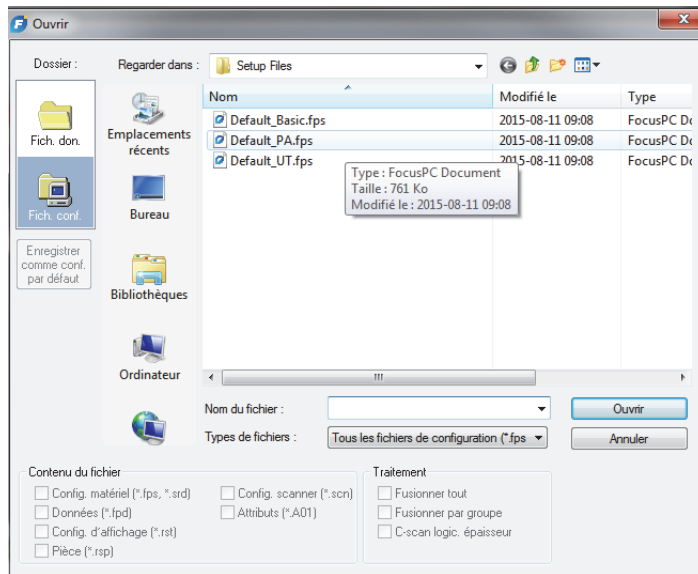 Ouvrir
Dossier :
Regarder dans :
Setup Files
Fich. don.
Fich. conf.
Enregistrer
comme conf.
par défaut
Emplacements
récents
Bureau
Bibliothèques
Ordinateur
Nom
Modifié le
Type
Default_Basic.fps
2015-08-11 09:08
FocusPC Do
Default_PA.fps
2015-08-11 09:08
FocusPC Do
Default_UT.fps
2015-08-11 09:08
FocusPC Do
Type : FocusPC Document
Taille : 761 Ko
Modifié le : 2015-08-11 09:08
Nom du fichier :
Ouvrir
Types de fichiers :
Tous les fichiers de configuration (*.fps
Annuler
Contenu du fichier
Config. matériel (*.fps, *.srd)
Config. scanner (*.scn)
Données (*.fpd)
Attributs (*.A01)
Config. d'affichage (*.rst)
Pièce (*.rsp)
Traitement
Fusionner tout
Fusionner par groupe
C-scan logic. épaisseur